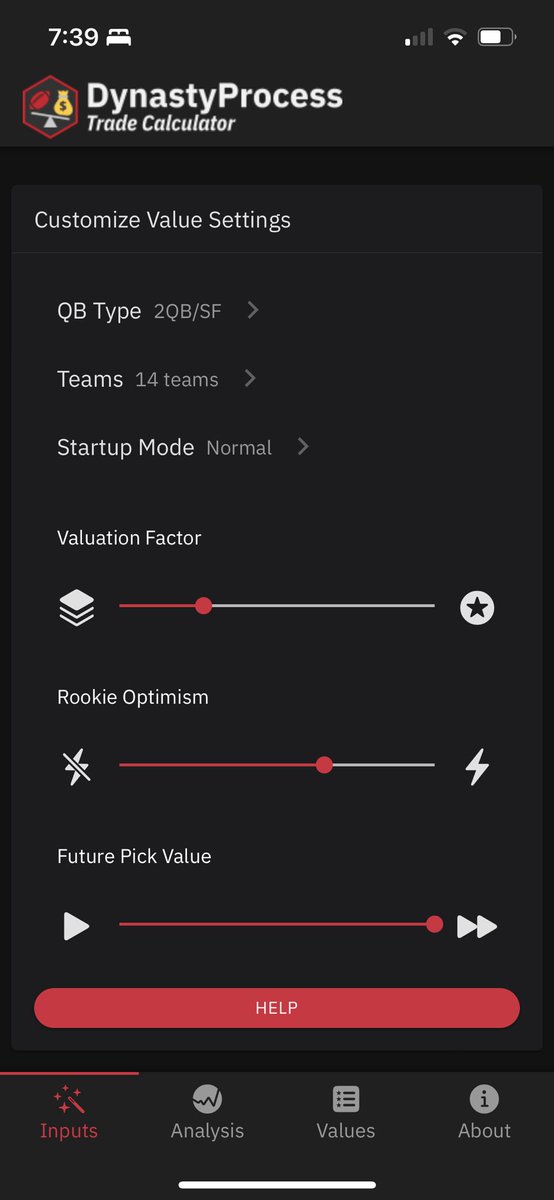 7:39
DynastyProcess
Trade Calculator
Customize Value Settings
QB Type 2QB/SF
Teams 14 teams
Startup Mode Normal
Valuation Factor
Rookie Optimism
Future Pick Value
HELP
Inputs Analysis Values About